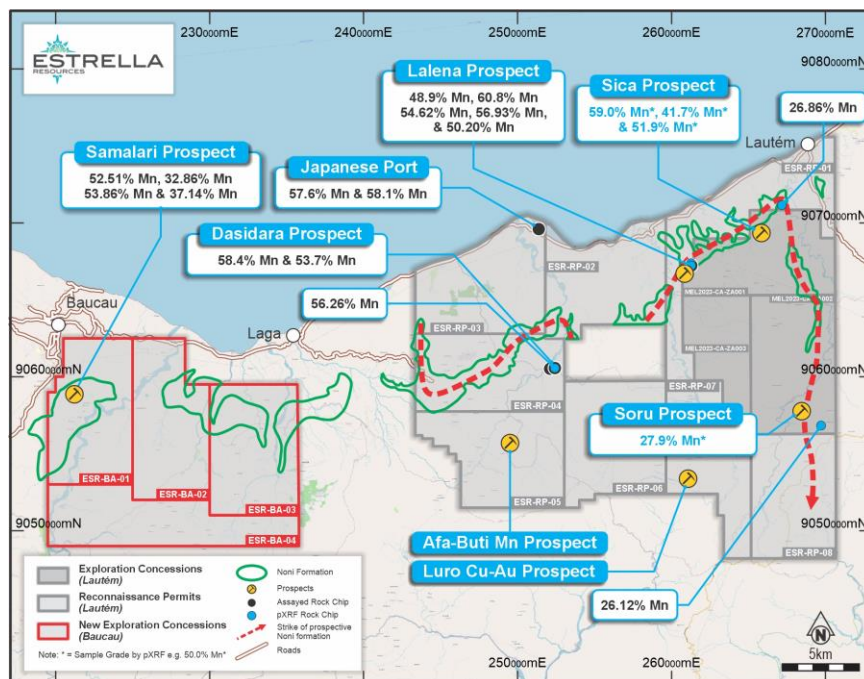 230000mE
240000mE
250000mE
260000mE
270000mE
9080000mN
ESTRELLA
RESOURCES
Lalena Prospect
48.9% Mn, 60.8% Mn
54.62% Mn, 56.93% Mn,
& 50.20% Mn
Sica Prospect
59.0% Mn*, 41.7% Mn*
& 51.9% Mn*
26.86% Mn
Lautém
Samalari Prospect
52.51% Mn, 32.86% Mn
53.86% Mn & 37.14% Mn
Japanese Port
57.6% Mn & 58.1% Mn
ESR-RP-01
9070000mN
Dasidara Prospect
58.4% Mn & 53.7% Mn
ESR-RP-02
56.26% Mn
MEL2023-CA-ZA001
Baucau
Laga
ESR-RP-03
MEL2023-CA-ZA003
9060000mN
ESR-RP-07
ESR-RP-04
Soru Prospect
27.9% Mn*
ESR-BA-01
ESR-BA-02
ESR-BA-03
ESR-RP-05
ESR-RP-06
9050000mN
ESR-BA-04
Afa-Buti Mn Prospect
Luro Cu-Au Prospect
ESR-RP-08
26.12% Mn
Exploration Concessions
(Lautém)
Reconnaissance Permits
(Lautém)
New Exploration Concessions
(Baucau)
Note: * = Sample Grade by pXRF e.g. 50.0% Mn*
Noni Formation
Prospects
Assayed Rock Chip
pXRF Rock Chip
Strike of prospective
Noni formation
Roads
N
5km
250000mE
260000mE